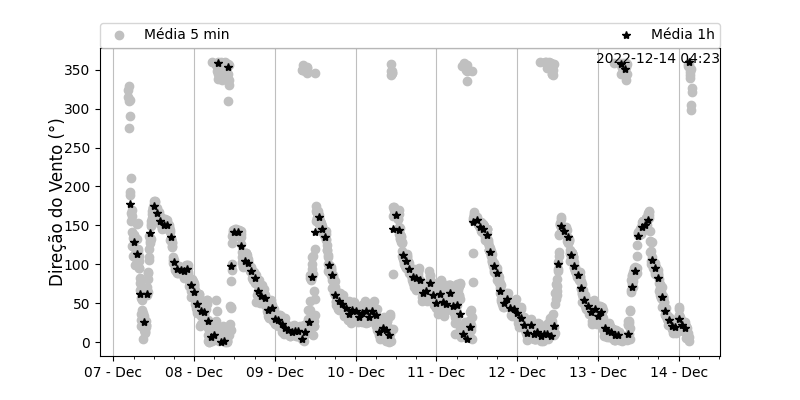 Média 5 min
Média 1h
2022-12-14 04:23
Direção do Vento (°)
350
300
250
200
150
100
50
0
07 - Dec
08 - Dec
09 - Dec
10 - Dec
11 - Dec
12 - Dec
13 - Dec
14 - Dec